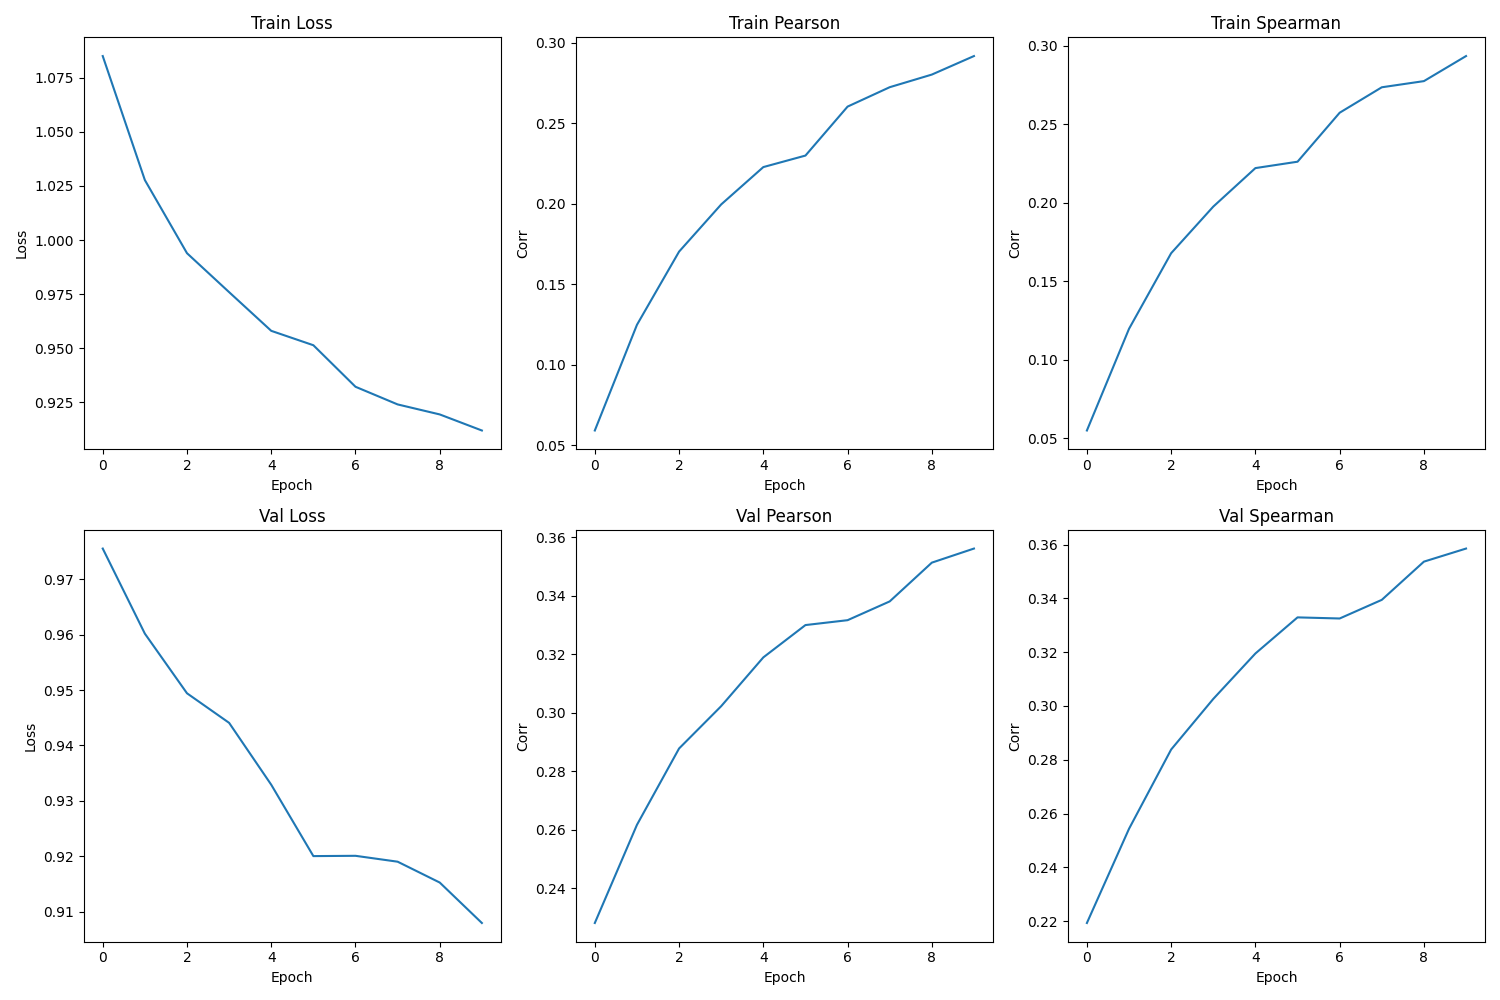 Train Loss
Loss
1.075
1.050
1.025
1.000
0.975
0.950
0.925
0 2 4 6 8
Epoch
Train Pearson
Corr
0.30
0.25
0.20
0.15
0.10
0.05
0 2 4 6 8
Epoch
Train Spearman
Corr
0.30
0.25
0.20
0.15
0.10
0.05
0 2 4 6 8
Epoch
Val Loss
Loss
0.97
0.96
0.95
0.94
0.93
0.92
0.91
0 2 4 6 8
Epoch
Val Pearson
Corr
0.36
0.34
0.32
0.30
0.28
0.26
0.24
0 2 4 6 8
Epoch
Val Spearman
Corr
0.36
0.34
0.32
0.30
0.28
0.26
0.24
0.22
0 2 4 6 8
Epoch